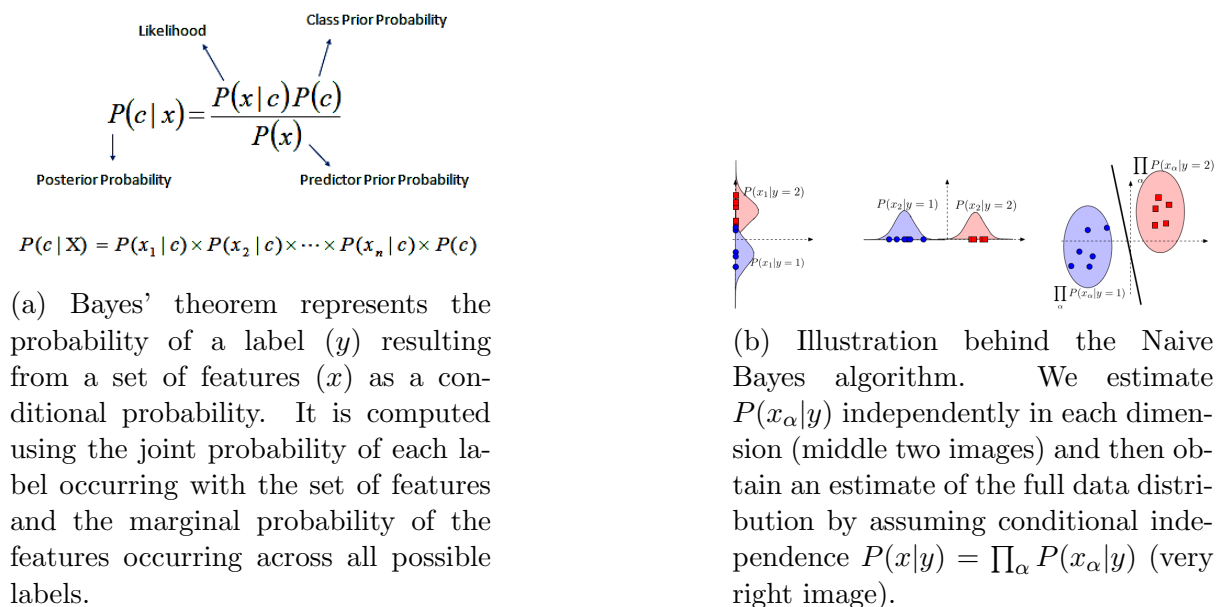 Likelihood
Class Prior Probability
P(c | x) = P(x | c)P(c) / P(x)
Posterior Probability
Predictor Prior Probability
P(c | X) = P(x₁ | c) × P(x₂ | c) × ⋯ × P(xₙ | c) × P(c)
(a) Bayes’ theorem represents the
probability of a label (y) resulting
from a set of features (x) as a con-
ditional probability. It is computed
using the joint probability of each la-
bel occurring with the set of features
and the marginal probability of the
features occurring across all possible
labels.
P(x₁|y = 2)
P(x₁|y = 1)
P(x₂|y = 1)
P(x₂|y = 2)
∏α P(xα|y = 2)
∏α P(xα|y = 1)
(b) Illustration behind the Naive
Bayes algorithm. We estimate
P(xα|y) independently in each dimen-
sion (middle two images) and then ob-
tain an estimate of the full data distri-
bution by assuming conditional inde-
pendence P(x|y) = ∏α P(xα|y) (very
right image).